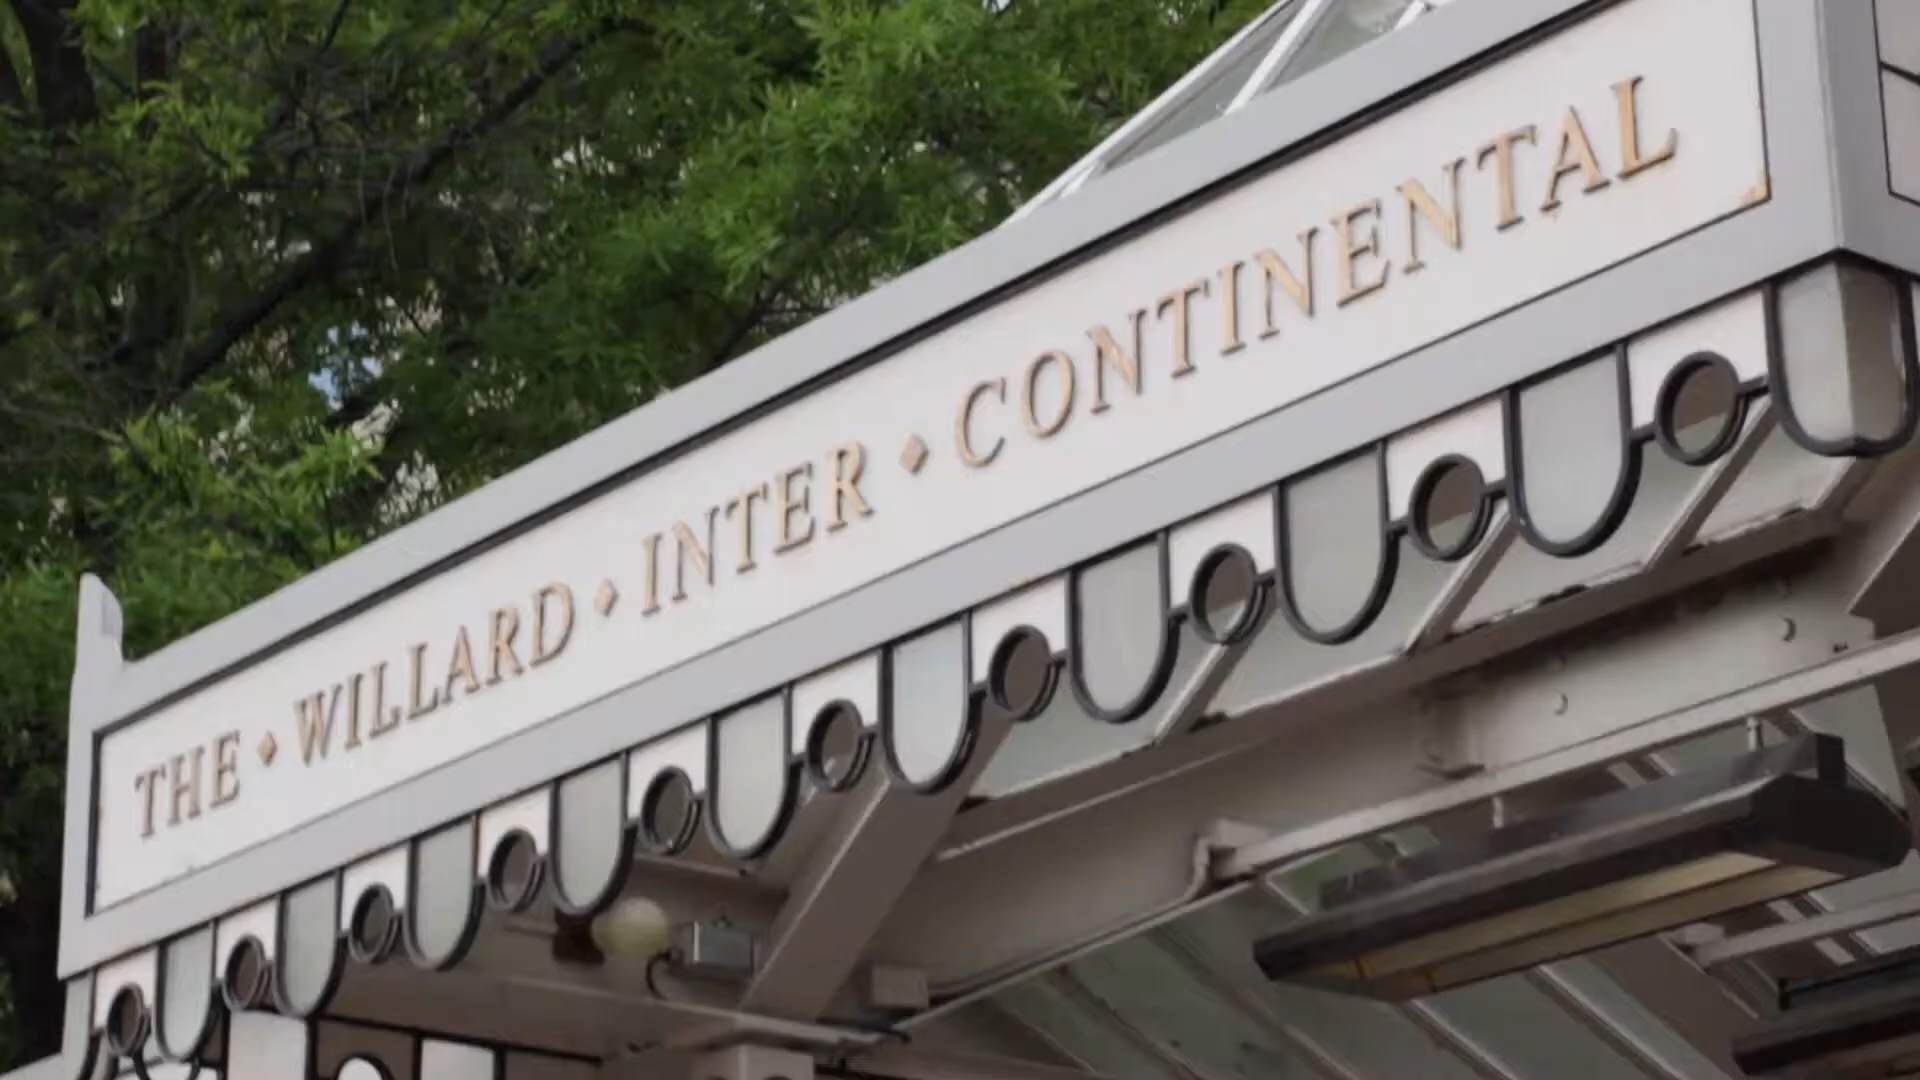 THE ◆ WILLARD ◆ INTER ◆ CONTINENTAL